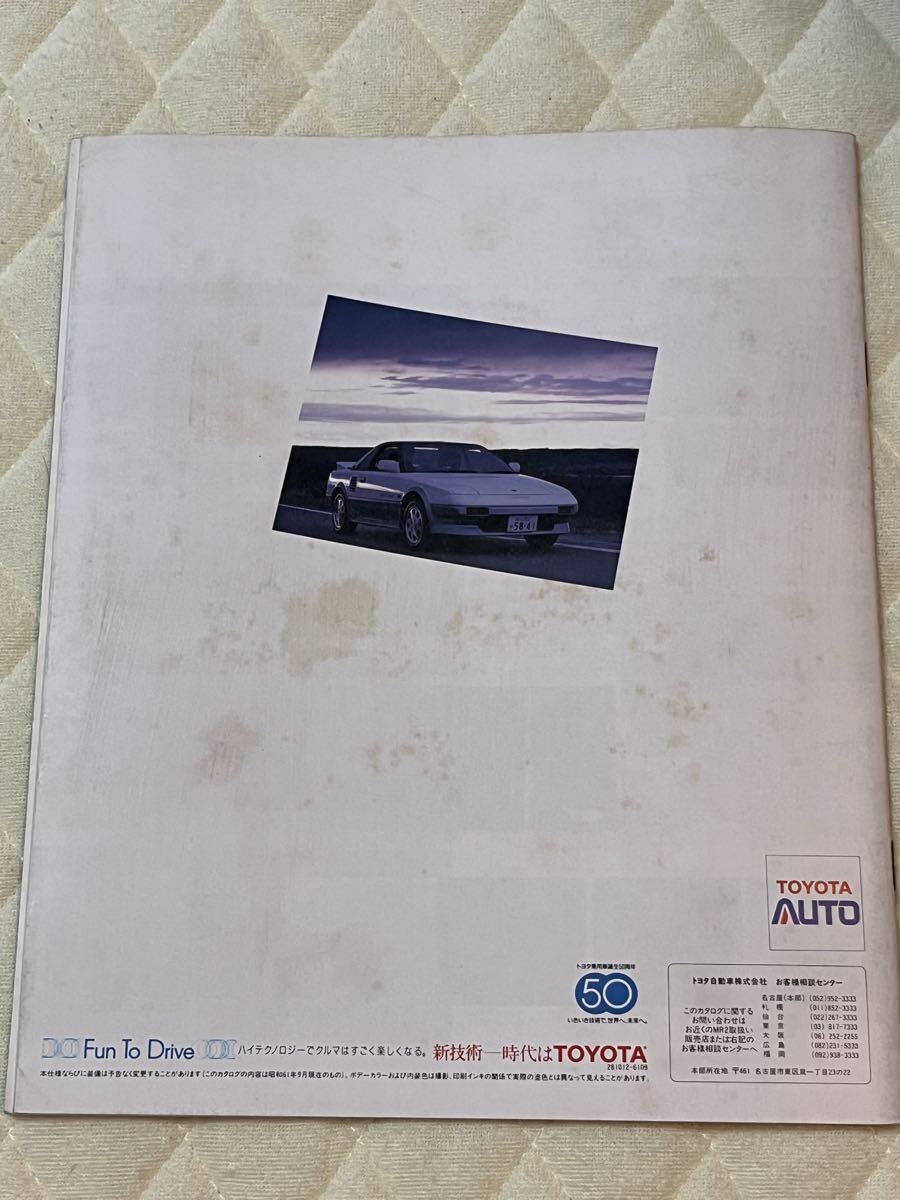 58-41
TOYOTA
AUTO
トヨタ乗用車誕生50周年
50
いきいき技術で、世界へ、未来へ。
Fun To Drive
ハイテクノロジーでクルマはすごく楽しくなる。
新技術―時代はTOYOTA
281012-6109
本仕様ならびに装備は予告なく変更することがあります(このカタログの内容は昭和61年9月現在のもの)。ボデーカラーおよび内装色は撮影、印刷インキの関係で実際の塗色とは異なって見えることがあります。
トヨタ自動車株式会社 お客様相談センター
このカタログに関する
お問い合わせは
お近くのMR2取扱い
販売店または右記の
お客様相談センターへ
名古屋(本部) (052)952-3333
札幌 (011)852-3333
仙台 (022)261-3333
東京 (03)817-7333
大阪 (06)252-2255
広島 (082)231-5333
福岡 (092)938-3333
本部所在地 〒461 名古屋市東区泉一丁目23の22